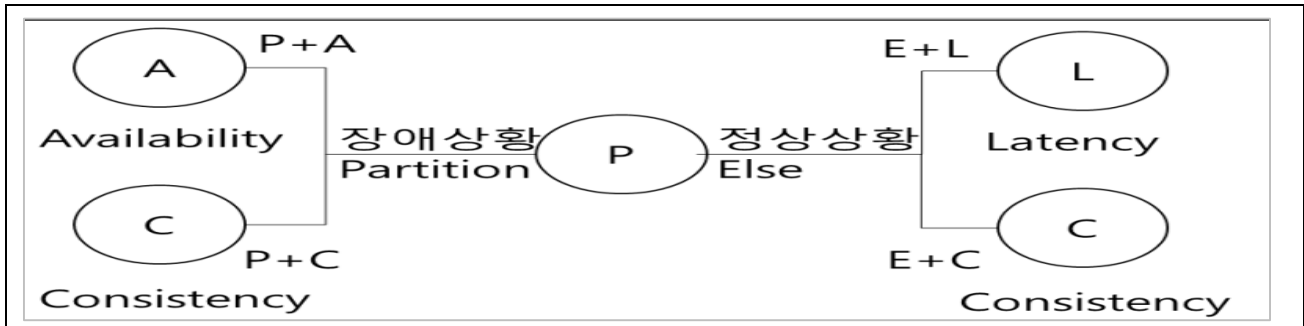 P+A
A
Availability
장애상황
Partition
C
P+C
Consistency
P
정상상황
Else
E+L
L
Latency
C
E+C
Consistency